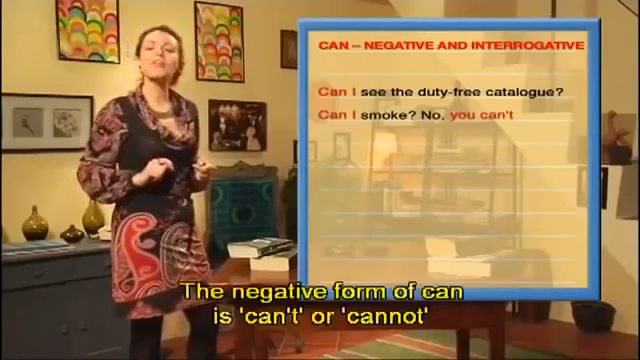 CAN – NEGATIVE AND INTERROGATIVE
Can I see the duty-free catalogue?
Can I smoke? No, you can't
The negative form of can
is 'can't' or 'cannot'